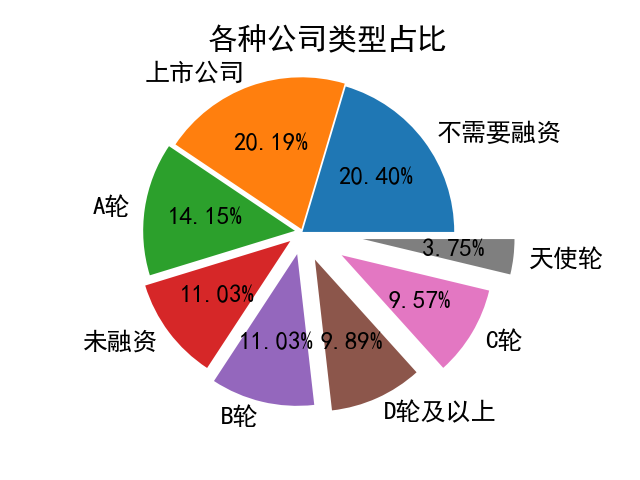 各种公司类型占比
上市公司
不需要融资
20.19%
20.40%
A轮
14.15%
天使轮
3.75%
11.03%
9.57%
未融资
11.03%
9.89%
C轮
B轮
D轮及以上